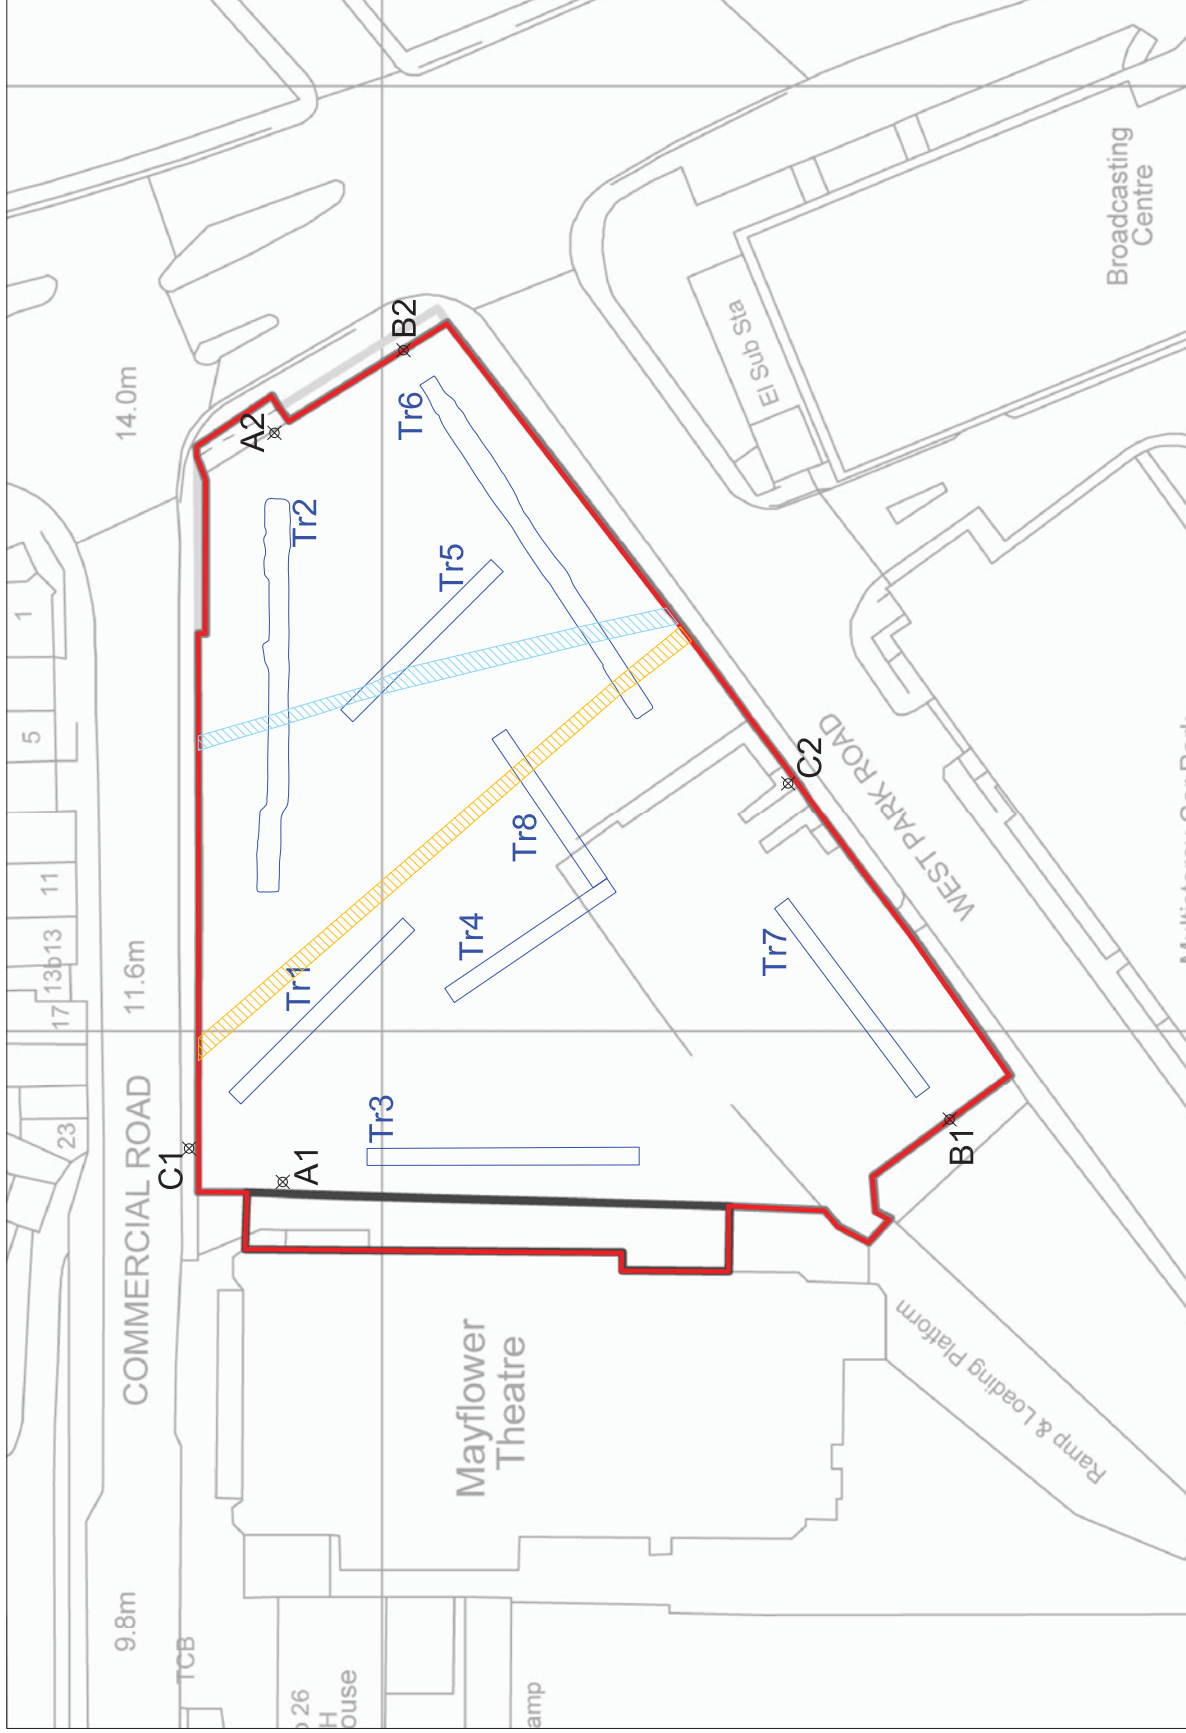 COMMERCIAL ROAD
9.8m
11.6m
14.0m
TCB
23
17
11
5
1
C1
A1
A2
B2
Tr1
Tr2
Tr3
Tr4
Tr5
Tr6
Tr7
Tr8
B1
C2
Mayflower
Theatre
WEST PARK ROAD
Ramp & Loading Platform
El Sub Sta
Broadcasting
Centre
26
H
ouse
amp